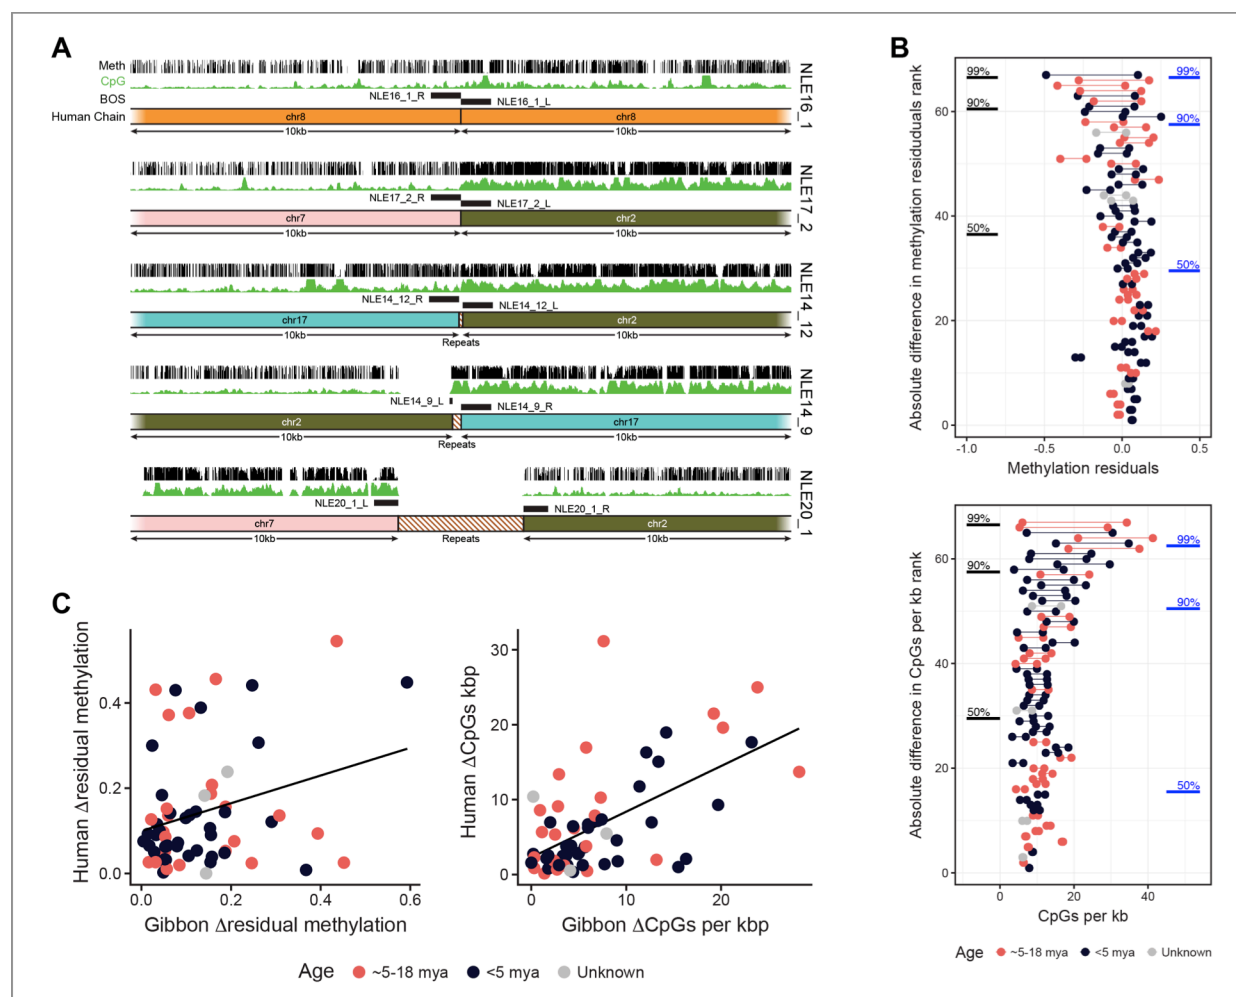 A
Meth
CpG
BOS
Human Chain
NLE16_1_R
NLE16_1_L
chr8
chr8
10kb
10kb
NLE16_1
NLE17_2_R
NLE17_2_L
chr7
chr2
10kb
10kb
NLE17_2
NLE14_12_R
NLE14_12_L
chr17
chr2
10kb
Repeats
10kb
NLE14_12
NLE14_9_L
NLE14_9_R
chr2
chr17
10kb
Repeats
10kb
NLE14_9
NLE20_1_L
NLE20_1_R
chr7
chr2
10kb
Repeats
10kb
NLE20_1
B
Absolute difference in methylation residuduals rank
99%
90%
50%
99%
90%
50%
60
40
20
0
-1.0 -0.5 0.0 0.5
Methylation residuals
Absolute difference in CpGs per kb rank
99%
90%
50%
99%
90%
50%
60
40
20
0
0 20 40
CpGs per kb
Age ~5-18 mya <5 mya Unknown
C
Human Δresidual methylation
0.4
0.2
0.0
0.0 0.2 0.4 0.6
Gibbon Δresidual methylation
Human ΔCpGs kbp
30
20
10
0
0 10 20
Gibbon ΔCpGs per kbp
Age ~5-18 mya <5 mya Unknown